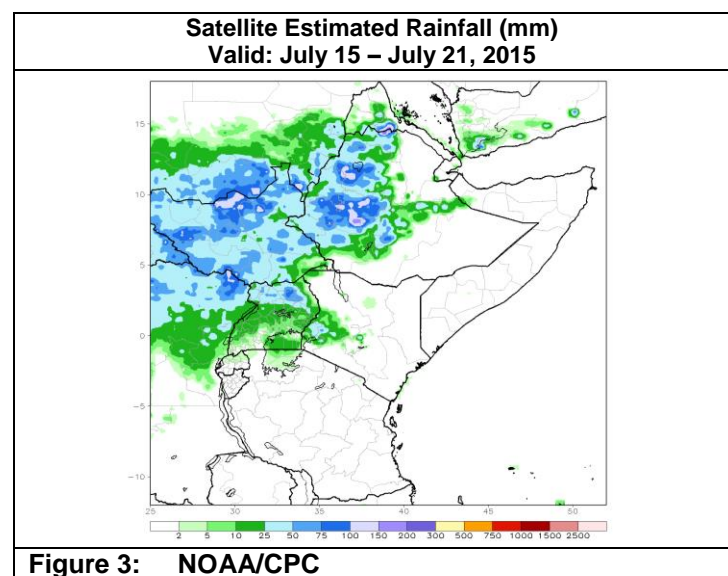 Satellite Estimated Rainfall (mm)
Valid: July 15 – July 21, 2015
15
10
5
0
−5
−10
25 30 35 40 45 50
2 5 10 25 50 75 100 150 200 300 500 750 1000 1500 2500
Figure 3: NOAA/CPC